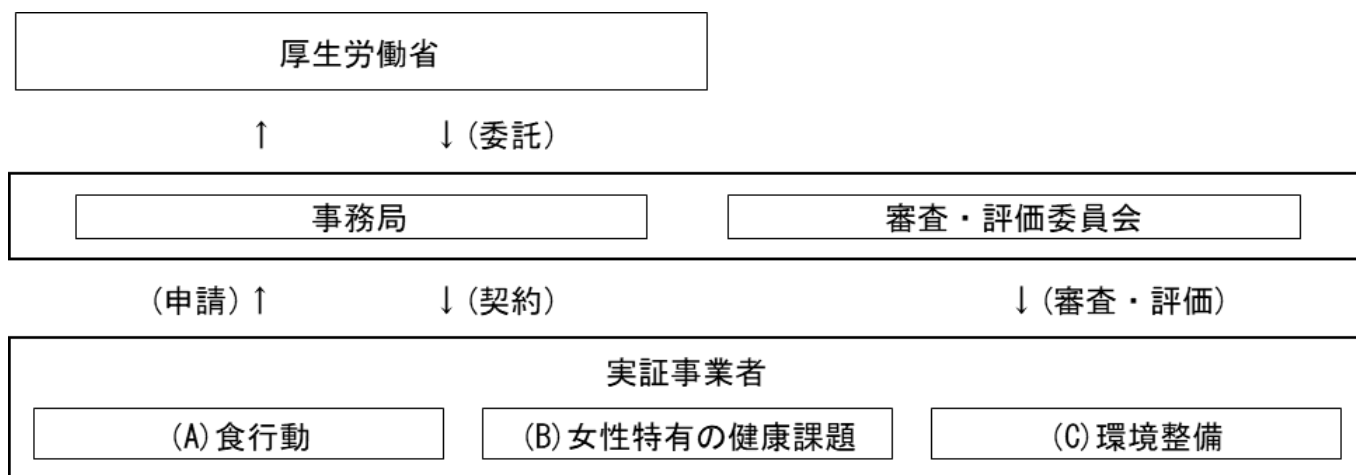 厚生労働省
↑ ↓(委託)
事務局 審査・評価委員会
(申請)↑ ↓(契約) ↓(審査・評価)
実証事業者
(A)食行動 (B)女性特有の健康課題 (C)環境整備